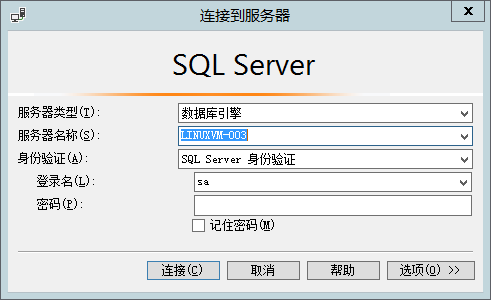 连接到服务器
SQL Server
服务器类型(T): 数据库引擎
服务器名称(S): LINUXVM-003
身份验证(A): SQL Server 身份验证
登录名(L): sa
密码(P):
记住密码(M)
连接(C) 取消 帮助 选项(O) >>